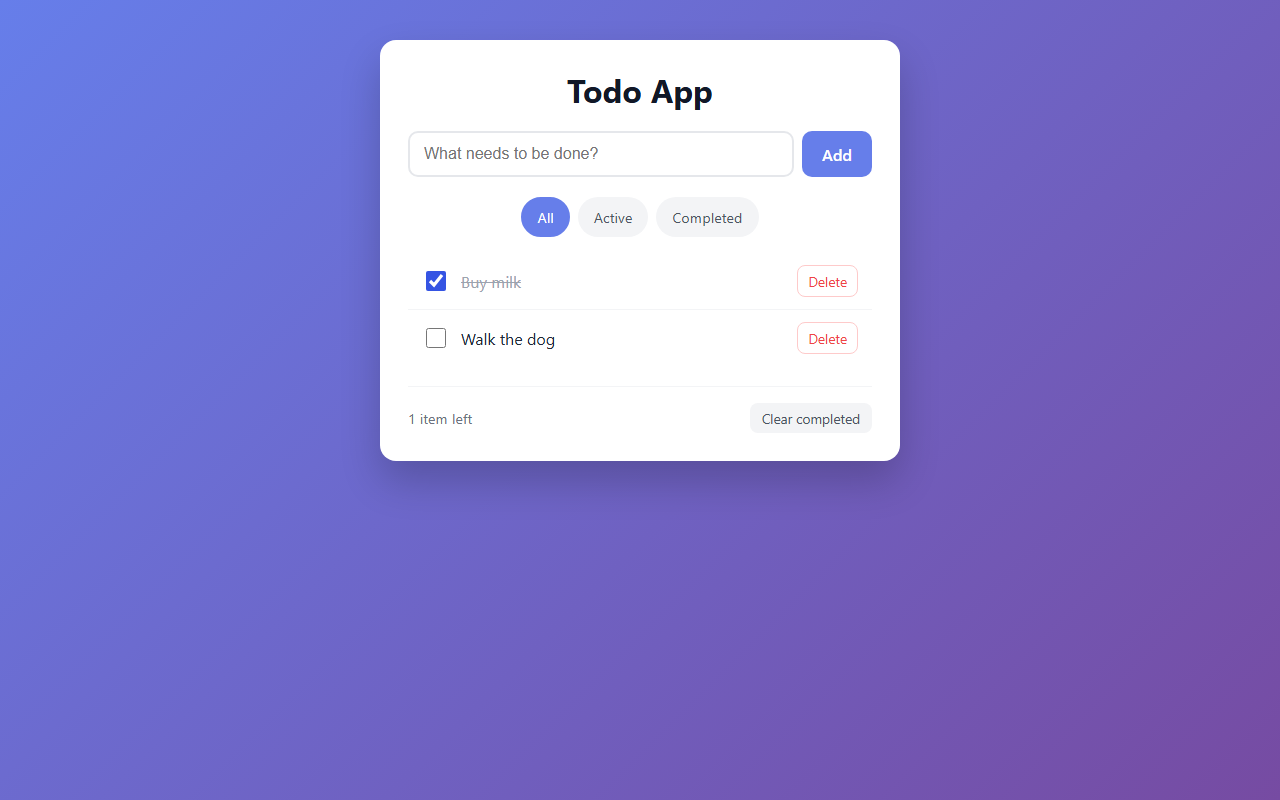 Todo App
What needs to be done? Add
All Active Completed
Buy milk Delete
Walk the dog Delete
1 item left Clear completed